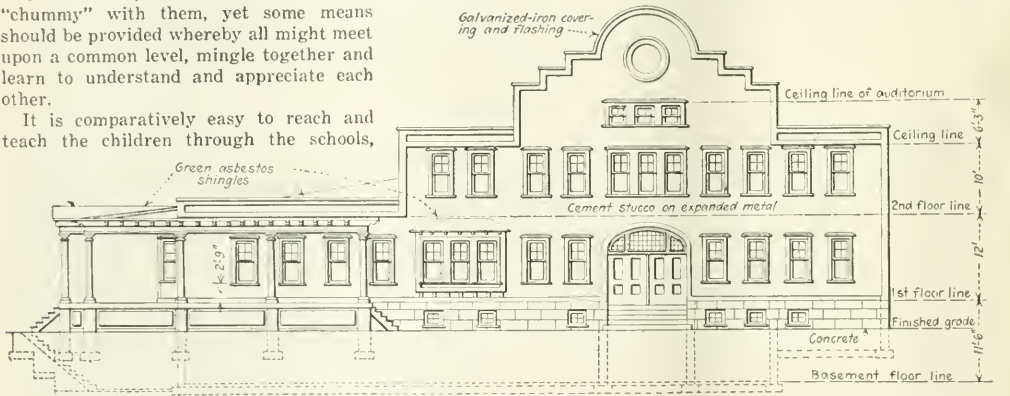 “chummy” with them, yet some means
should be provided whereby all might meet
upon a common level, mingle together and
learn to understand and appreciate each
other.
It is comparatively easy to reach and
teach the children through the schools,
Galvanized-iron cover-
ing and flashing
Ceiling line of auditorium
6'-3"
Ceiling line
Green asbestos
shingles
10'
Cement stucco on expanded metal
2nd floor line
2'-9"
12'
1st floor line
Finished grade
Concrete
11'-6"
Basement floor line